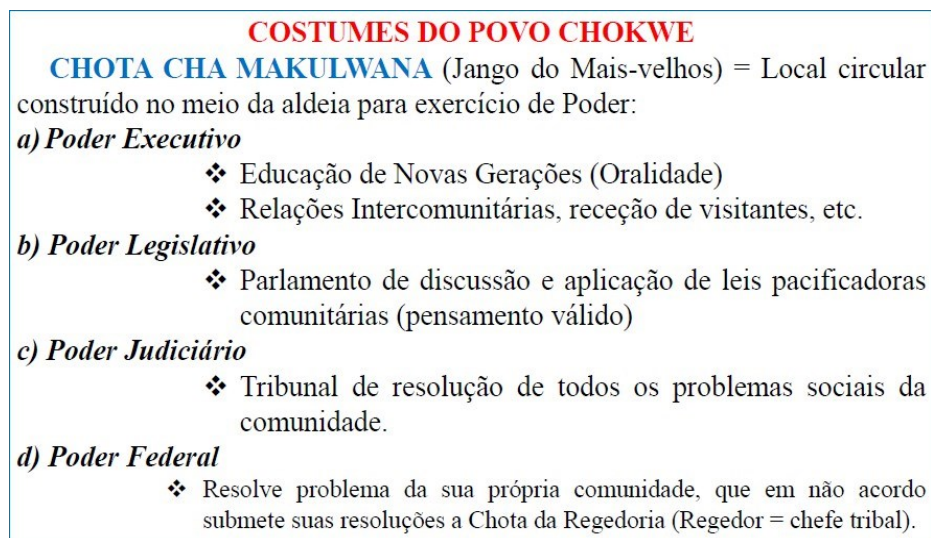 COSTUMES DO POVO CHOKWE
CHOTA CHA MAKULWANA (Jango do Mais-velhos) = Local circular
construído no meio da aldeia para exercício de Poder:
a) Poder Executivo
❖ Educação de Novas Gerações (Oralidade)
❖ Relações Intercomunitárias, receção de visitantes, etc.
b) Poder Legislativo
❖ Parlamento de discussão e aplicação de leis pacificadoras
comunitárias (pensamento válido)
c) Poder Judiciário
❖ Tribunal de resolução de todos os problemas sociais da
comunidade.
d) Poder Federal
❖ Resolve problema da sua própria comunidade, que em não acordo
submete suas resoluções a Chota da Regedoria (Regedor = chefe tribal).